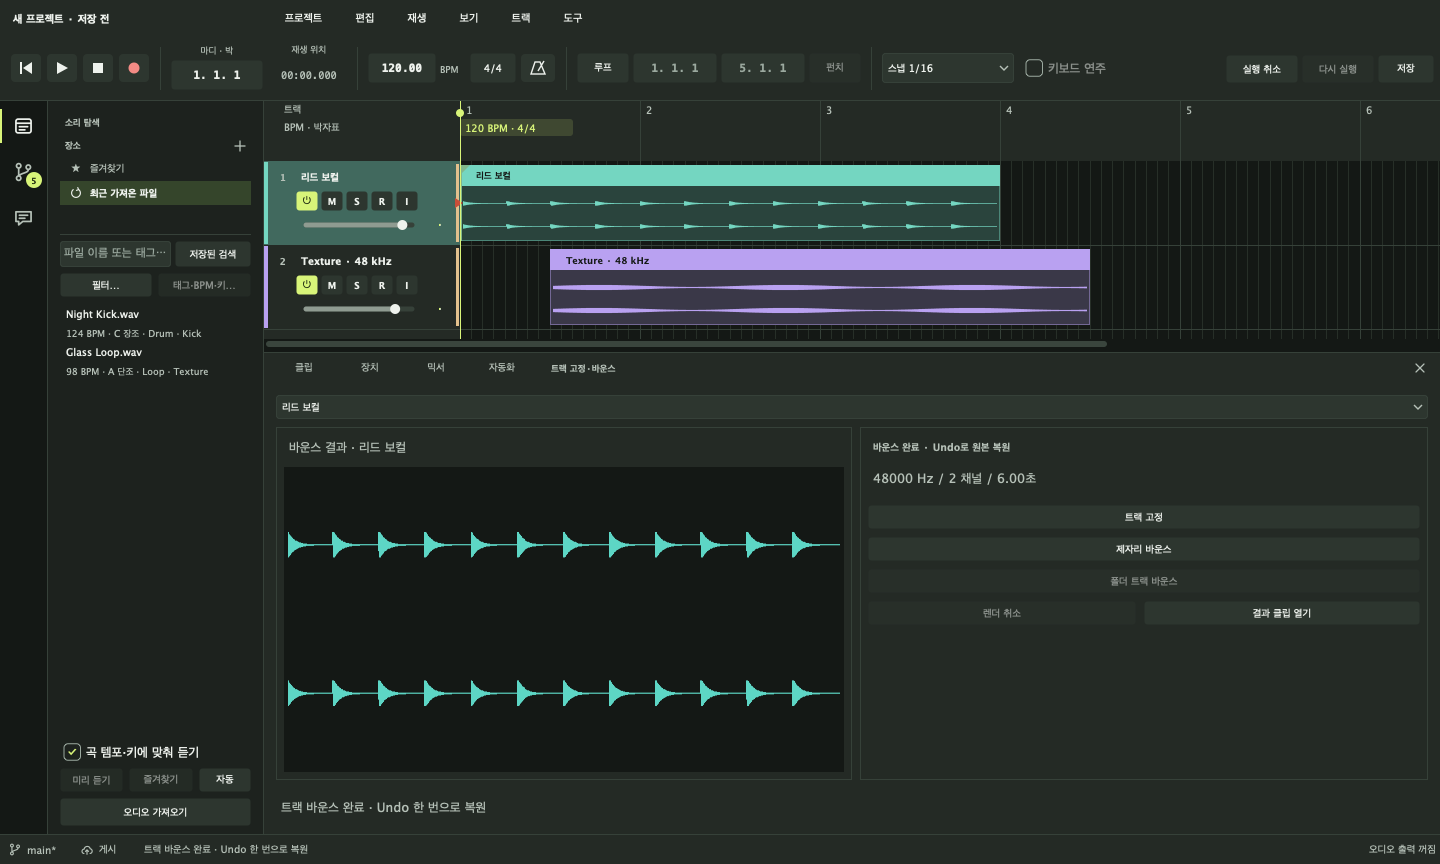 새 프로젝트 · 저장 전
프로젝트 편집 재생 보기 트랙 도구
마디 · 박
1. 1. 1
재생 위치
00:00.000
120.00 BPM 4/4
루프 1. 1. 1 5. 1. 1 펀치
스냅 1/16
키보드 연주
실행 취소 다시 실행 저장
소리 탐색
장소
즐겨찾기
최근 가져온 파일
5
파일 이름 또는 태그… 저장된 검색
필터... 태그·BPM·키...
Night Kick.wav
124 BPM · C 장조 · Drum · Kick
Glass Loop.wav
98 BPM · A 단조 · Loop · Texture
곡 템포·키에 맞춰 듣기
미리 듣기 즐겨찾기 자동
오디오 가져오기
트랙
BPM · 박자표
1 2 3 4 5 6
120 BPM · 4/4
1 리드 보컬
M S R I
리드 보컬
2 Texture · 48 kHz
M S R I
Texture · 48 kHz
클립 장치 믹서 자동화 트랙 고정·바운스
리드 보컬
바운스 결과 · 리드 보컬
바운스 완료 · Undo로 원본 복원
48000 Hz / 2 채널 / 6.00초
트랙 고정
제자리 바운스
폴더 트랙 바운스
렌더 취소 결과 클립 열기
트랙 바운스 완료 · Undo 한 번으로 복원
main* 게시 트랙 바운스 완료 · Undo 한 번으로 복원 오디오 출력 꺼짐